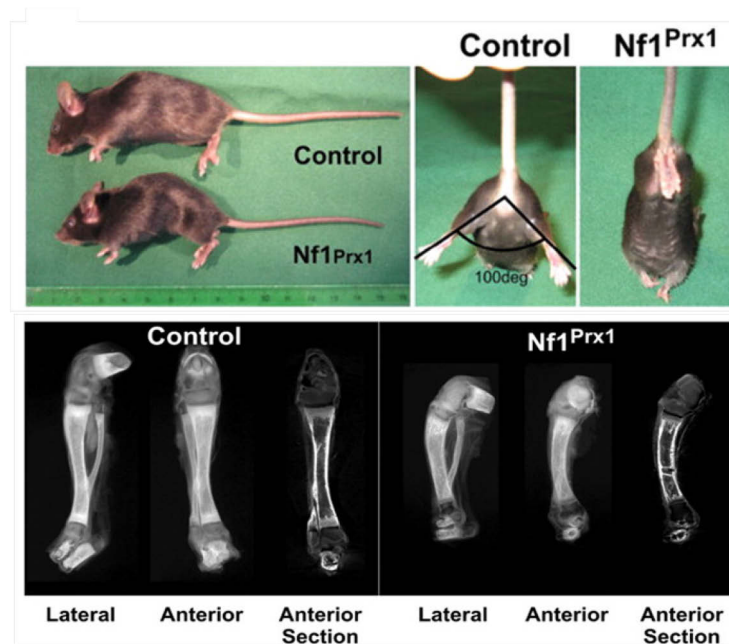 Control Nf1Prx1
Control
Nf1Prx1
100deg
Control Nf1Prx1
Lateral Anterior Anterior Section Lateral Anterior Anterior Section